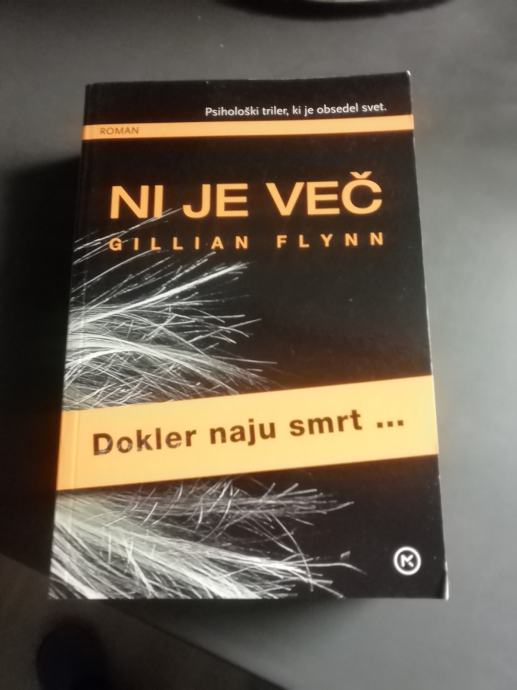 Psihološki triler, ki je obsedel svet.
ROMAN
NI JE VEČ
GILLIAN FLYNN
Dokler naju smrt ...